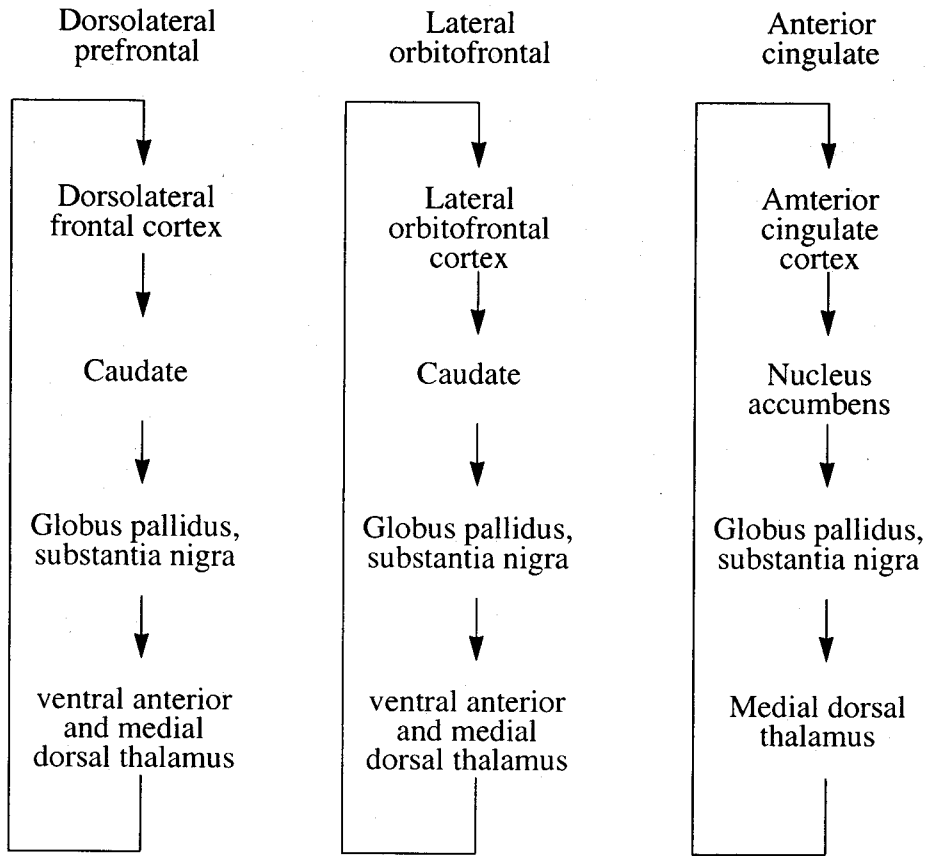 Dorsolateral
prefrontal
Lateral
orbitofrontal
Anterior
cingulate
Dorsolateral
frontal cortex
Lateral
orbitofrontal
cortex
Amterior
cingulate
cortex
Caudate
Caudate
Nucleus
accumbens
Globus pallidus,
substantia nigra
Globus pallidus,
substantia nigra
Globus pallidus,
substantia nigra
ventral anterior
and medial
dorsal thalamus
ventral anterior
and medial
dorsal thalamus
Medial dorsal
thalamus